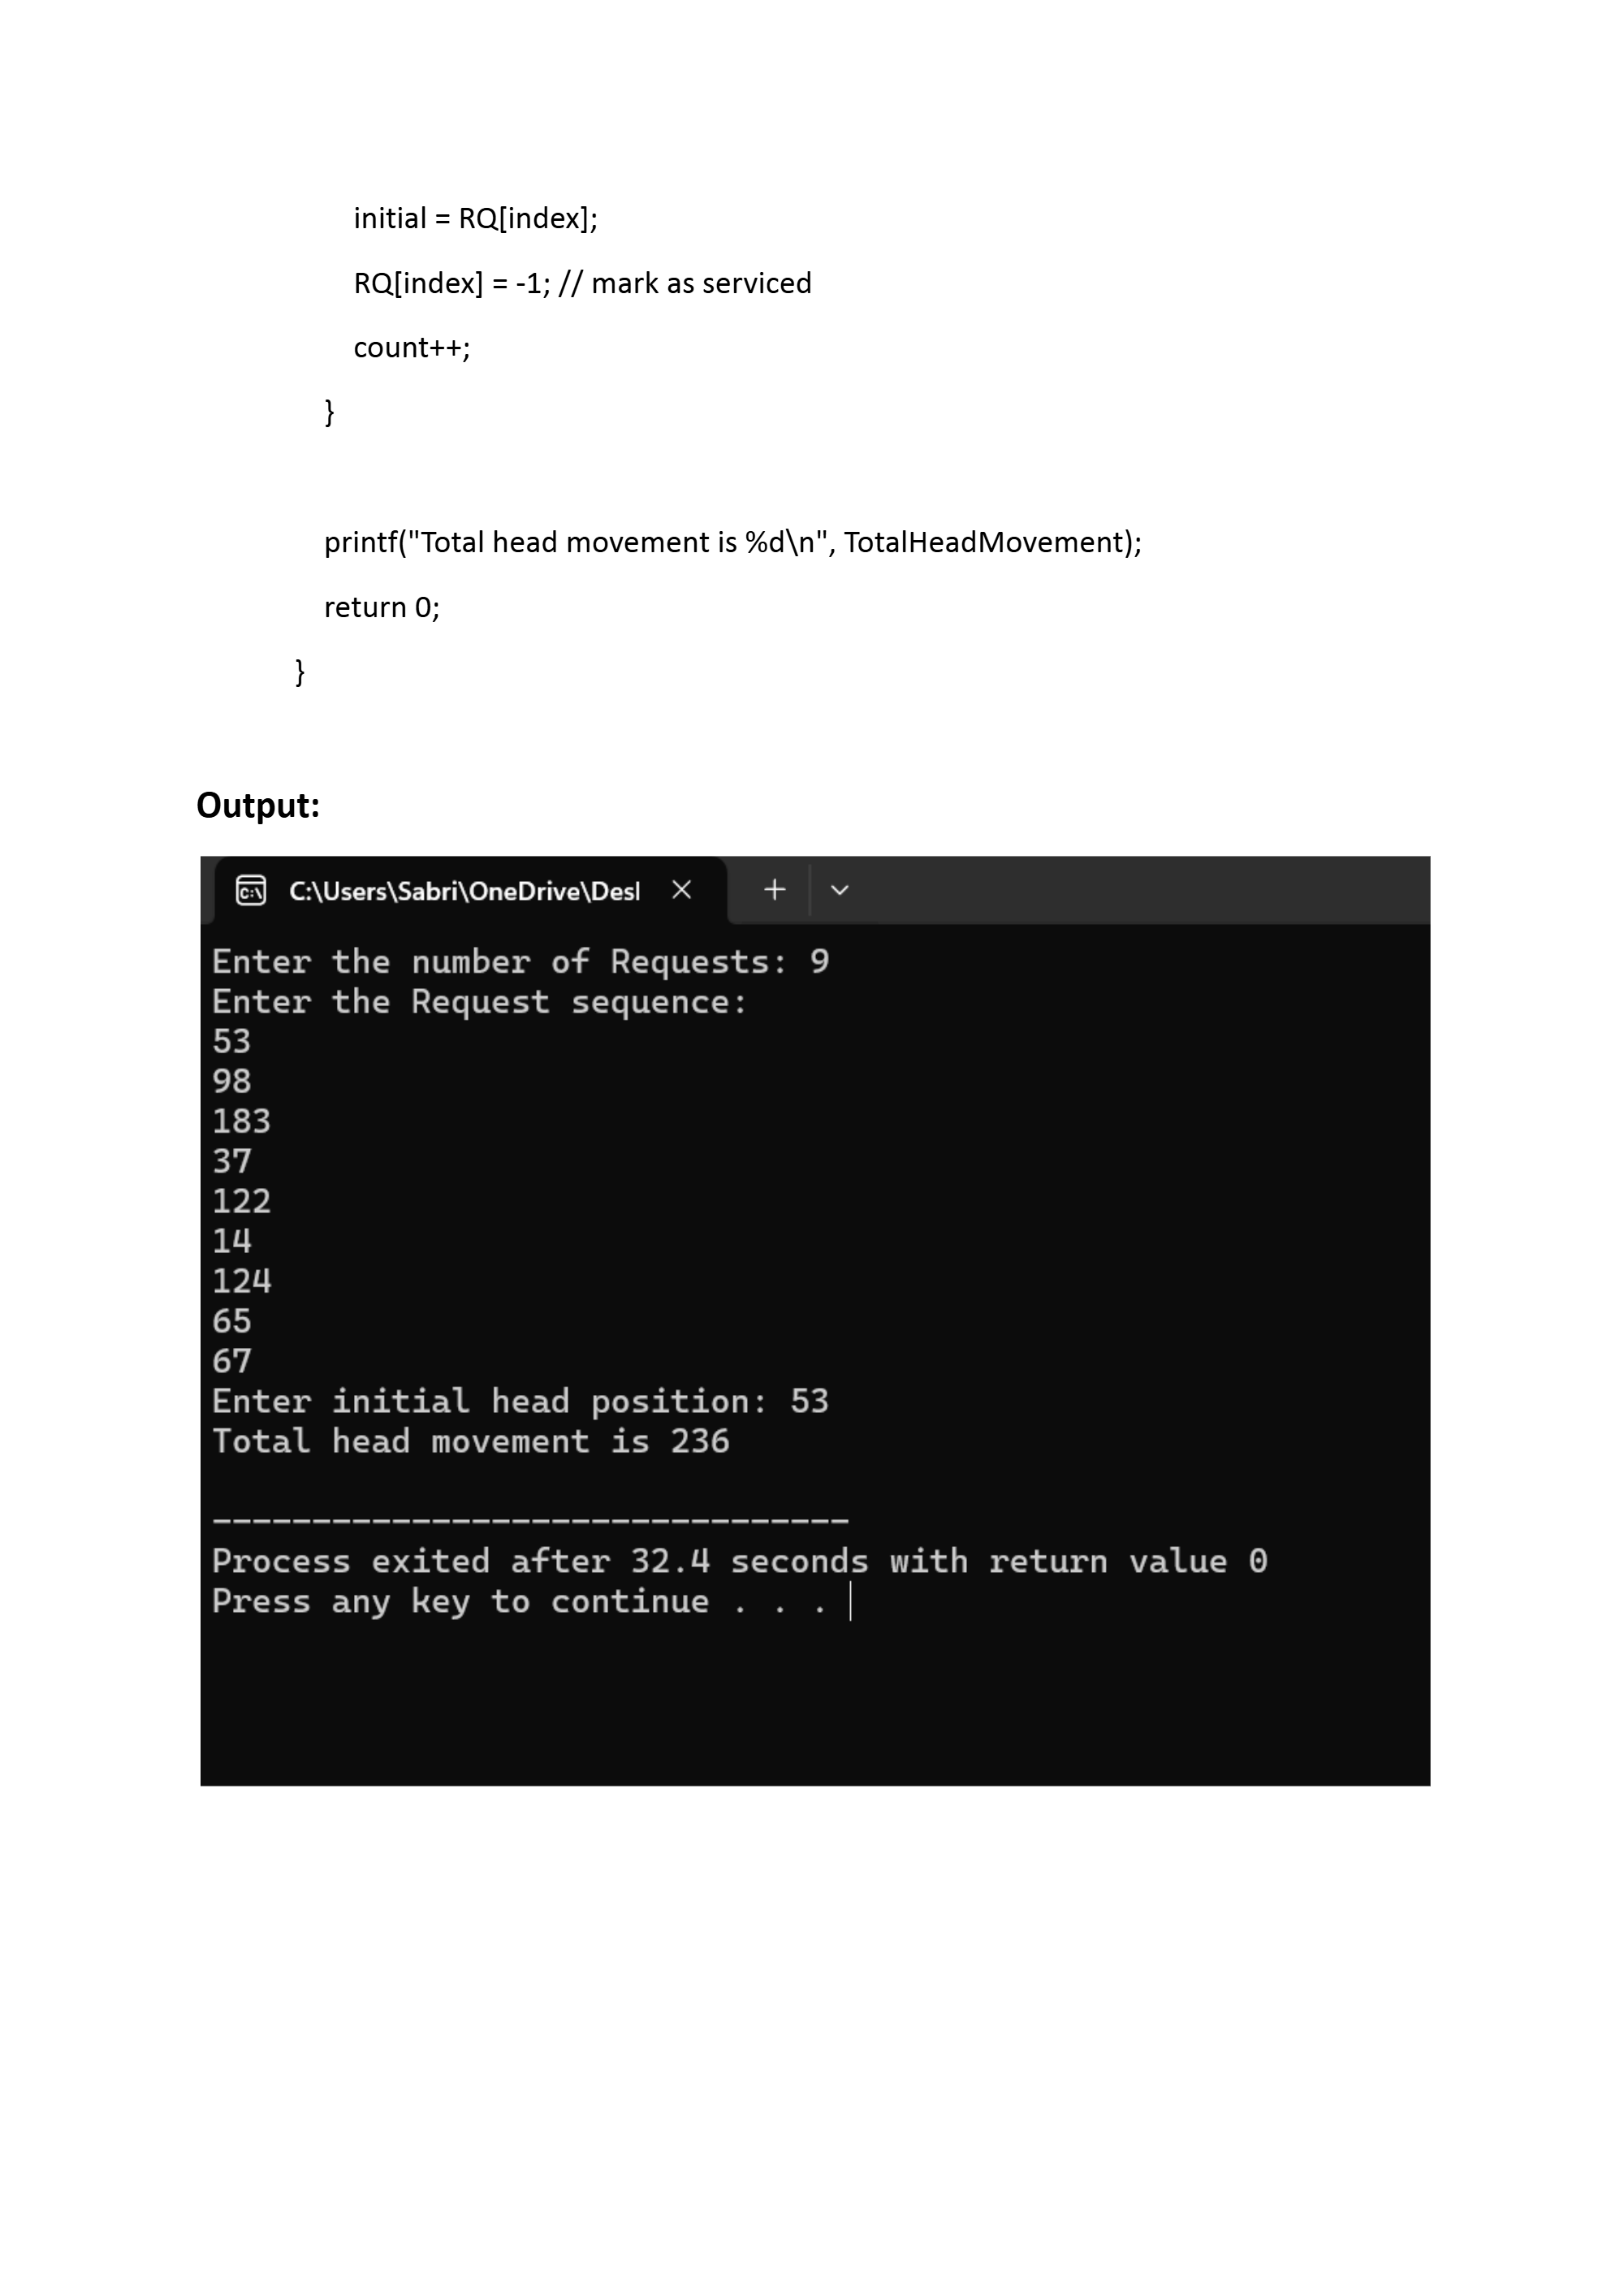 initial = RQ[index];
RQ[index] = -1; // mark as serviced
count++;
}
printf("Total head movement is %d\n", TotalHeadMovement);
return 0;
}
Output:
C:\Users\Sabri\OneDrive\Desl
Enter the number of Requests: 9
Enter the Request sequence:
53
98
183
37
122
14
124
65
67
Enter initial head position: 53
Total head movement is 236
--------------------------------
Process exited after 32.4 seconds with return value 0
Press any key to continue . . .